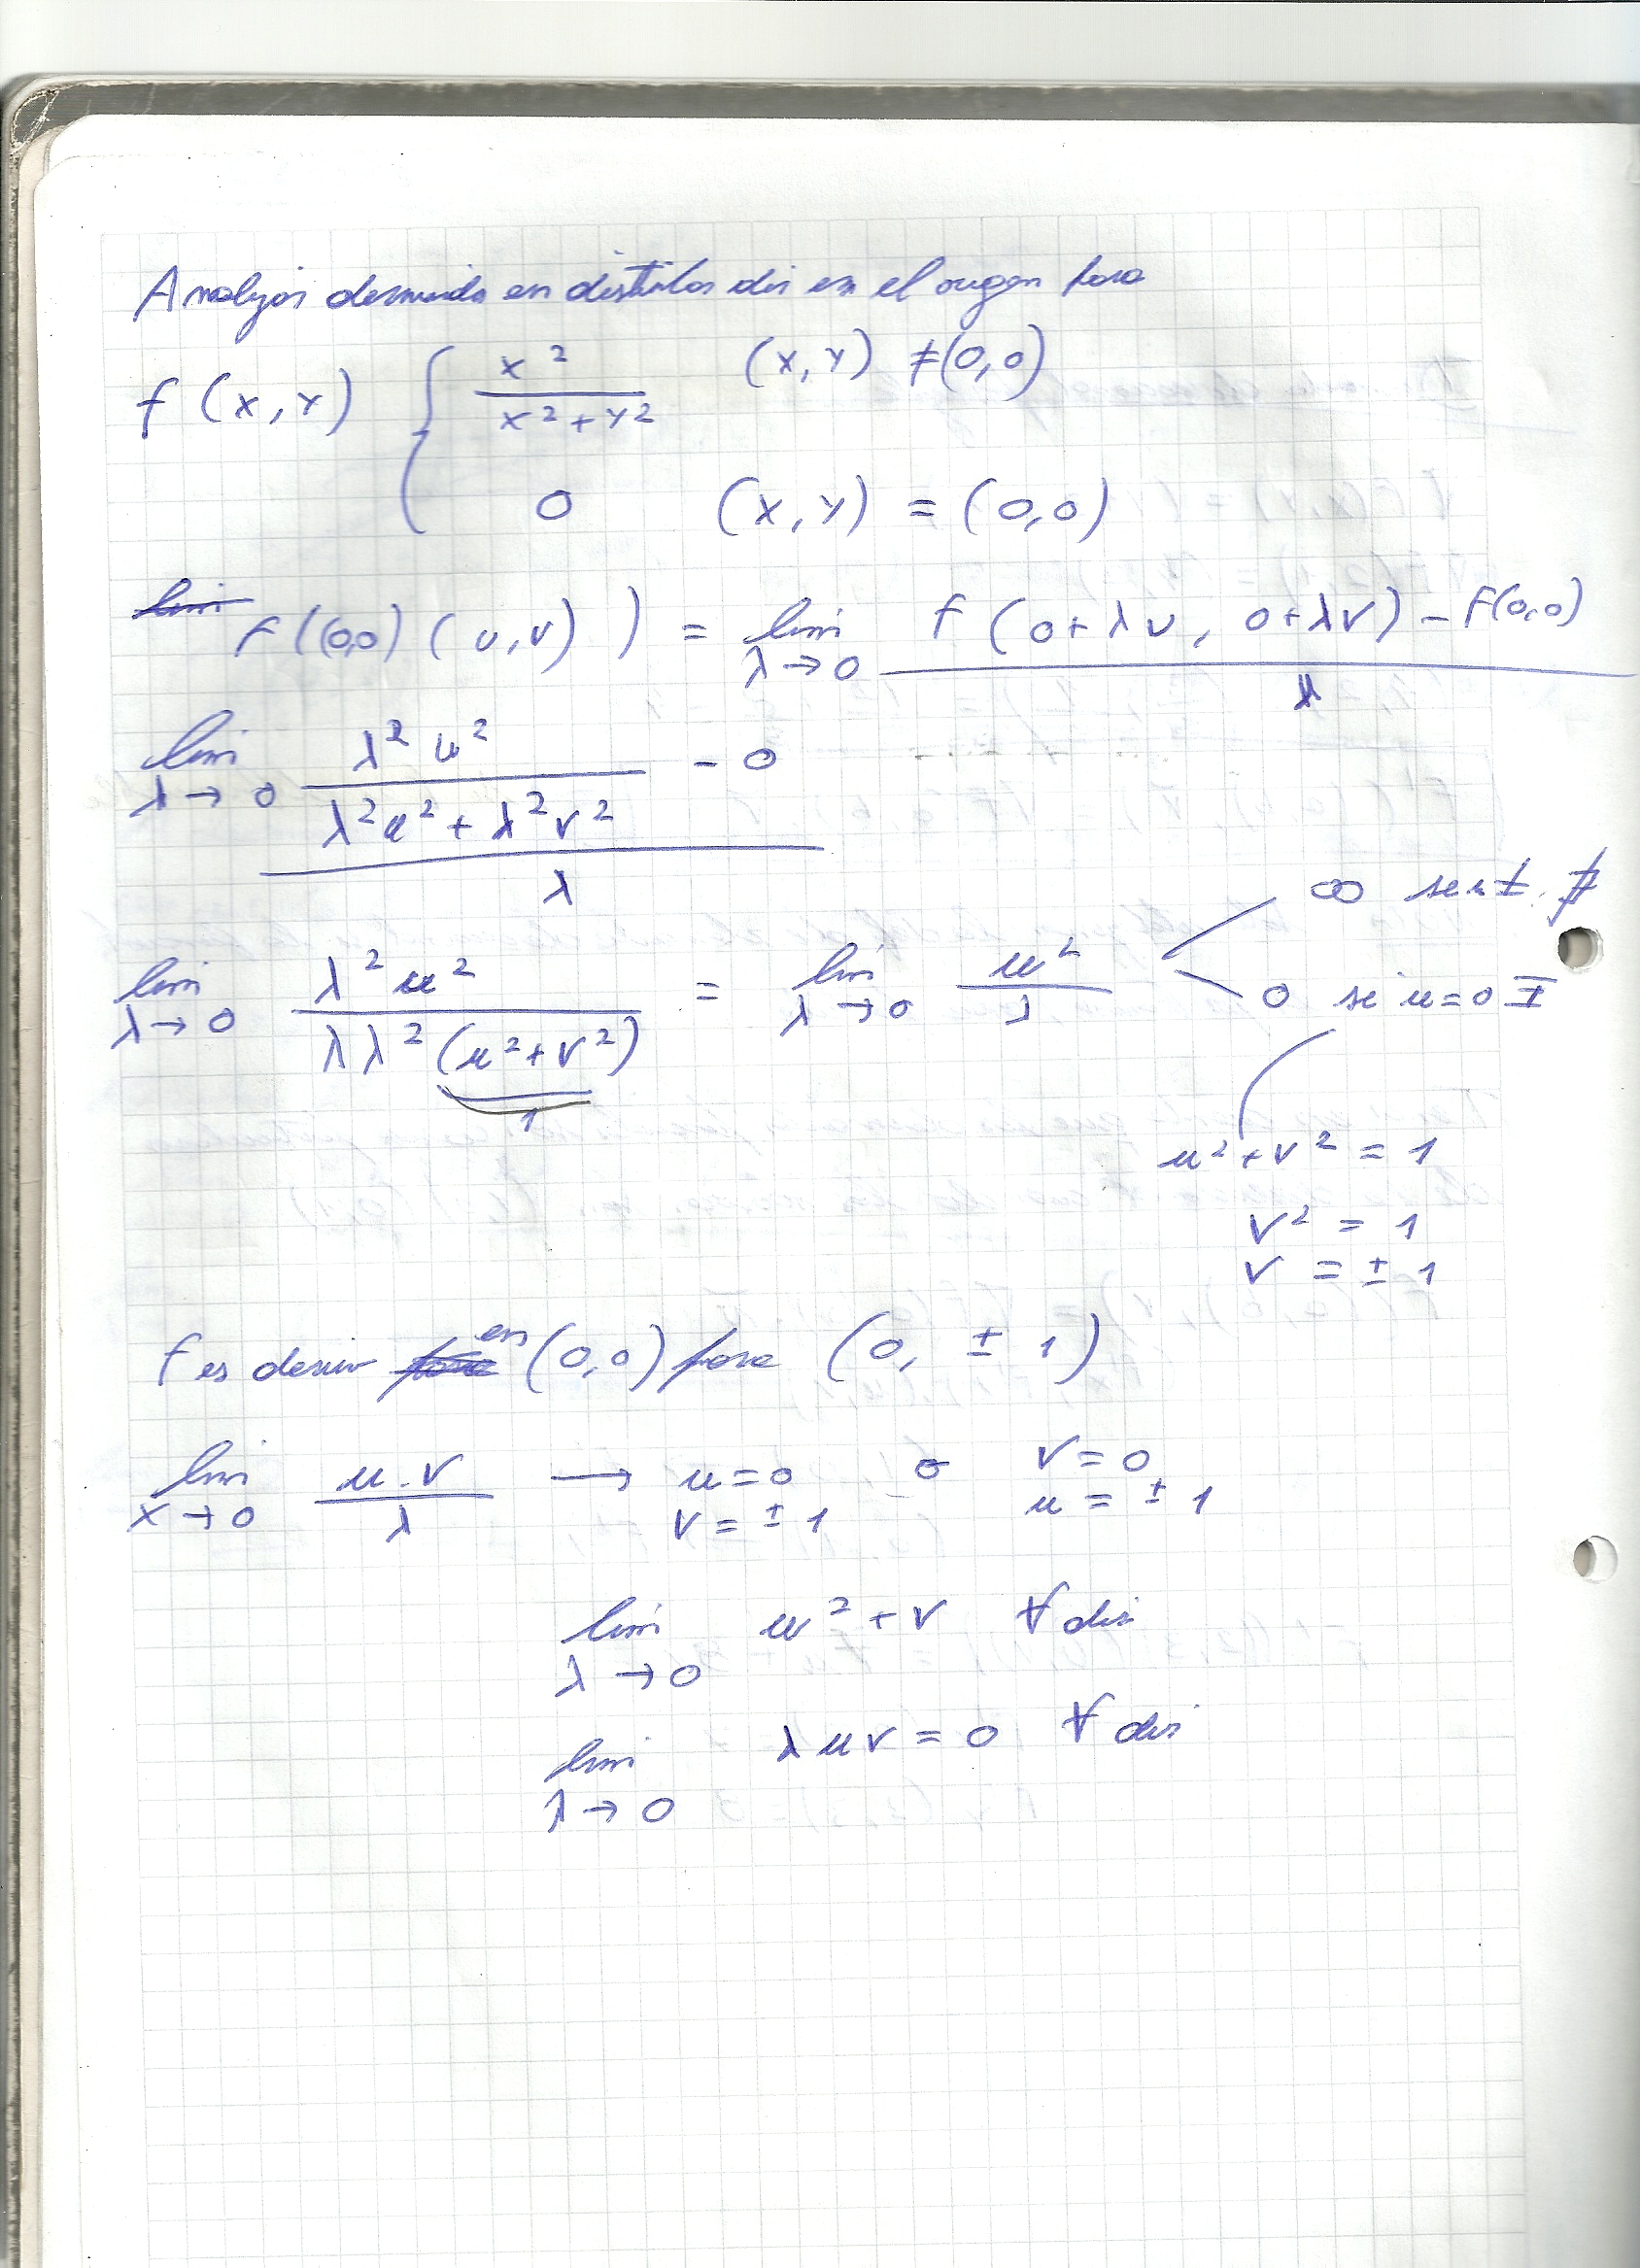 Analizar derivada en distintas dir en el origen para
f (x, y) { x² / (x² + y²)   (x, y) ≠ (0,0)
0   (x, y) = (0,0)
F((0,0) (u,v)) = lim λ→0 (f (0+λu, 0+λv) - f(0,0)) / λ
lim λ→0 (λ²u² / (λ²u² + λ²v²) - 0) / λ
lim λ→0 λ²u² / (λλ²(u²+v²)) = lim λ→0 u² / λ   ∞ se u≠ ∄
1   0 se u=0 ∃
u²+v² = 1
v² = 1
v = ± 1
f es deriv en (0,0) para (0, ± 1)
lim x→0 u.v / λ → u=0 v= ± 1 o v=0 u= ± 1
lim λ→0 u² + v ∀ dir
lim λ→0 λuv = 0 ∀ dir